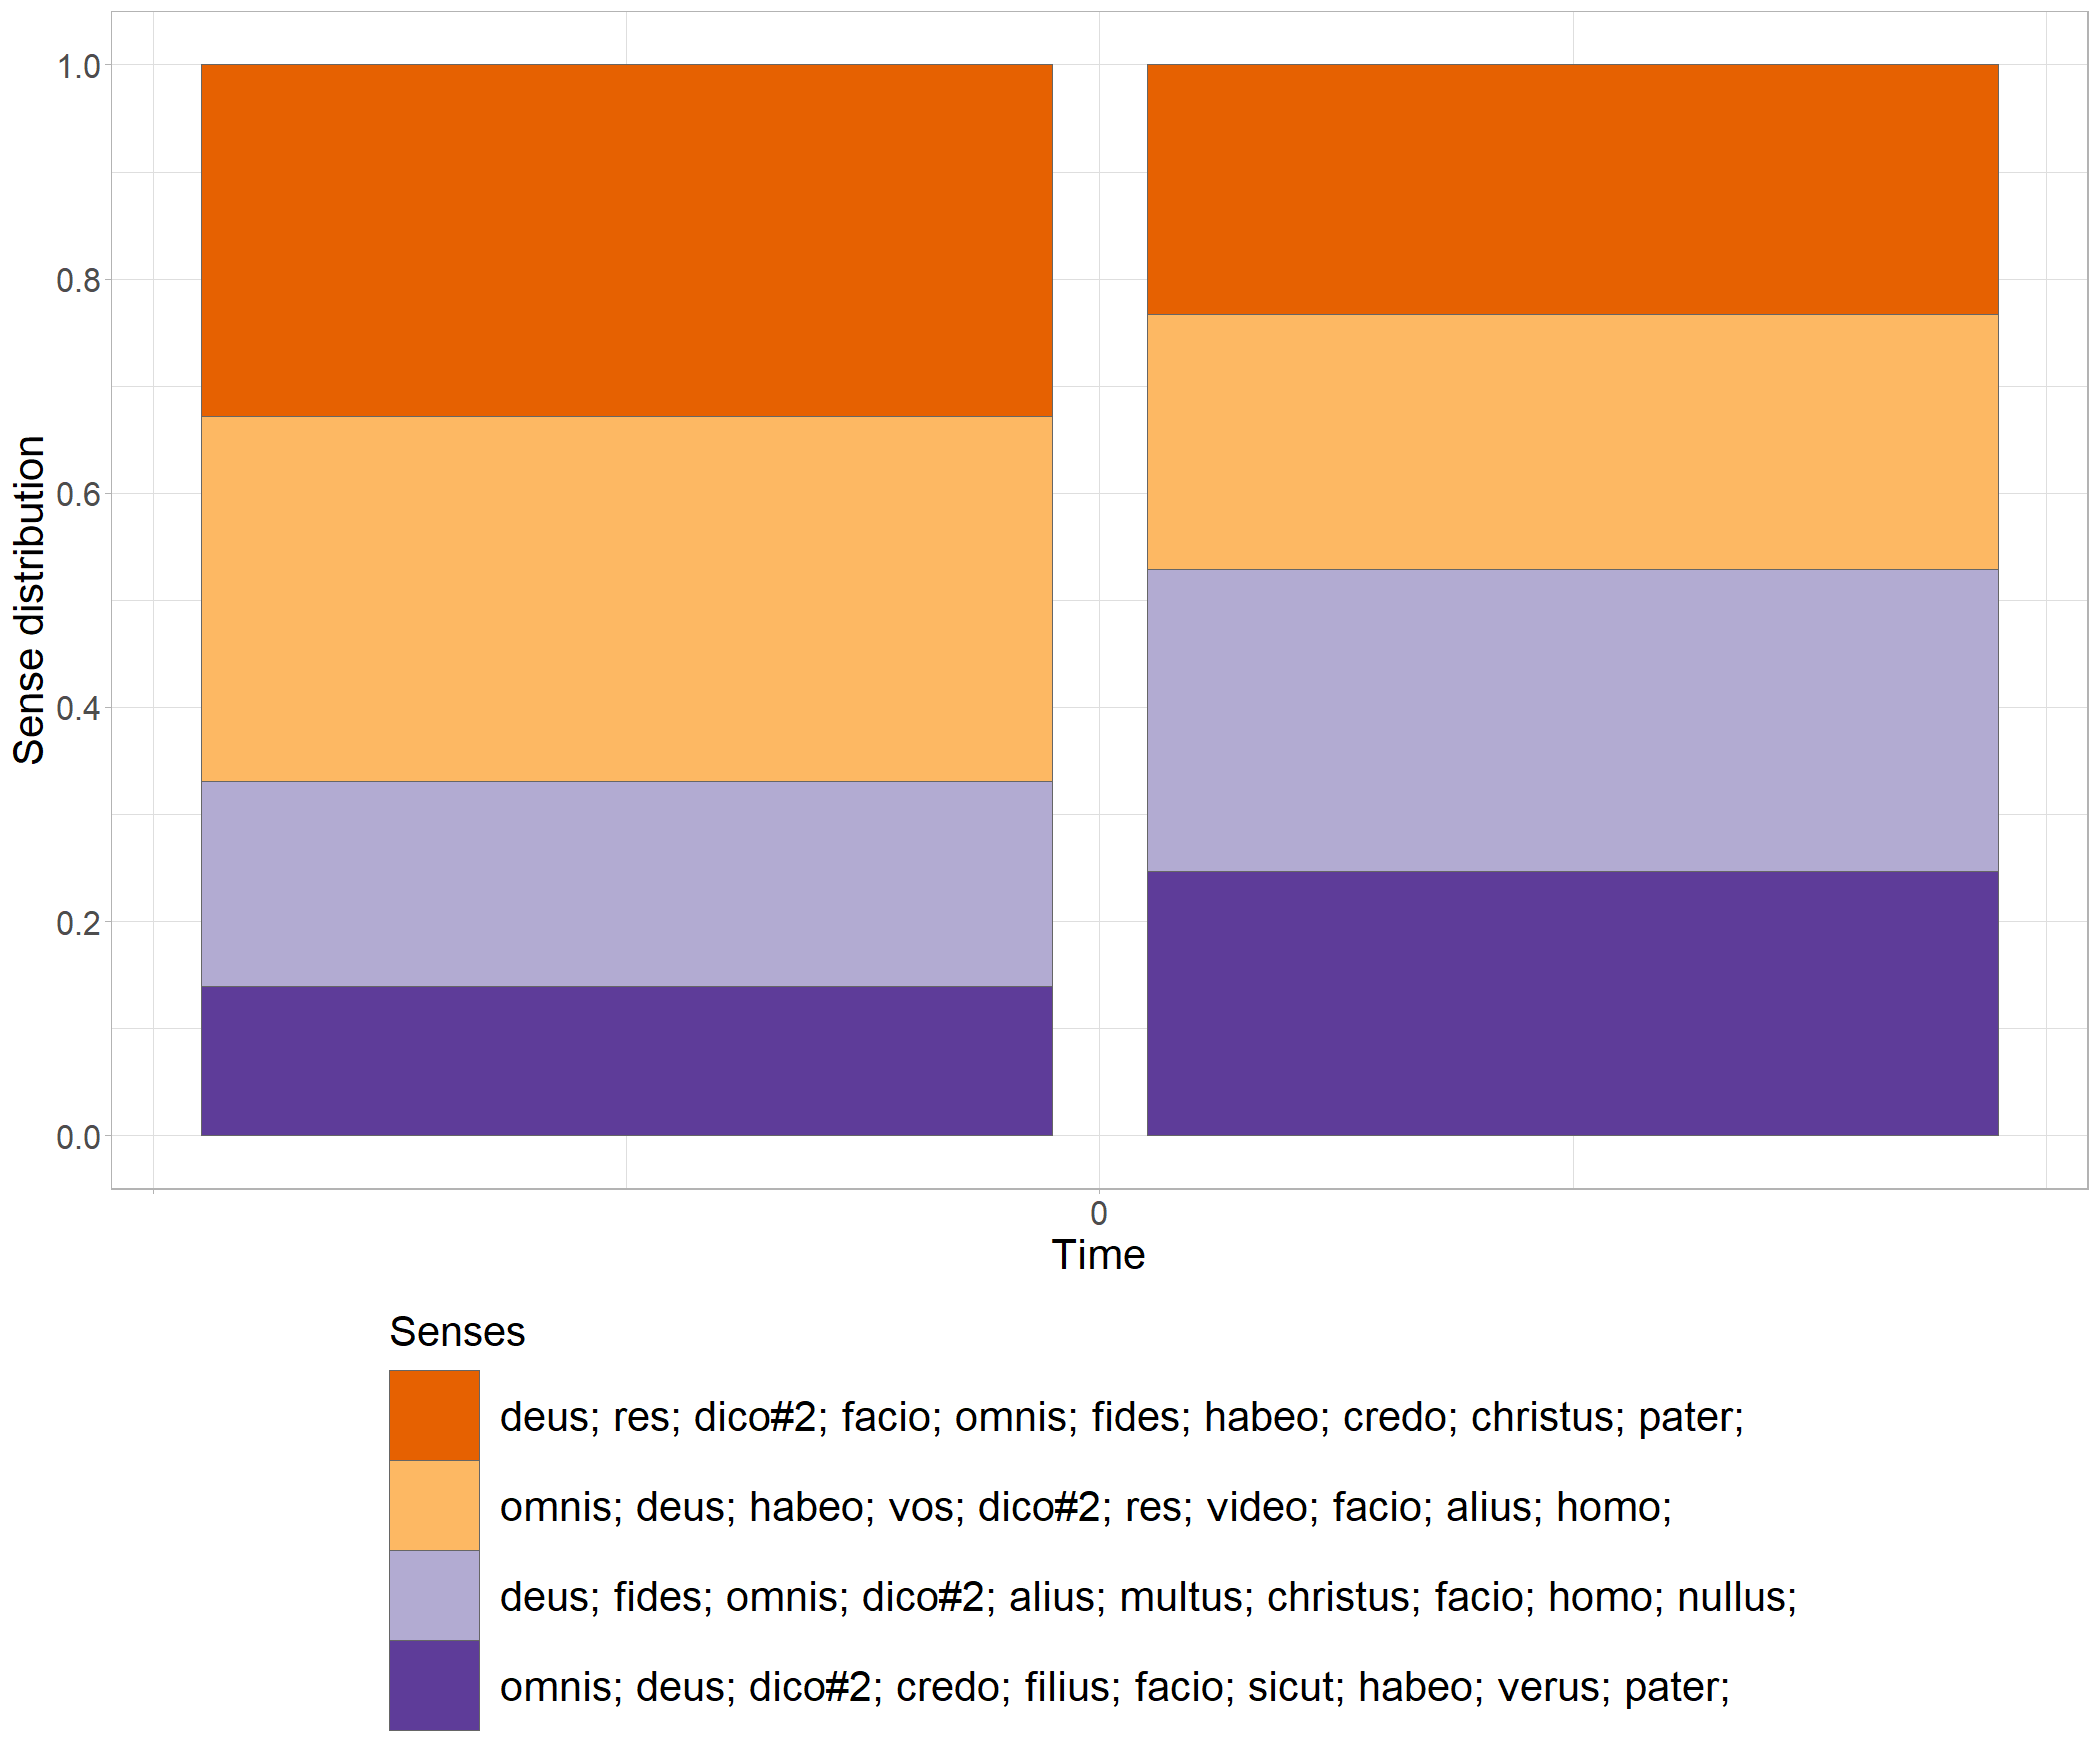 Sense distribution
1.0
0.8
0.6
0.4
0.2
0.0
0
Time
Senses
deus; res; dico#2; facio; omnis; fides; habeo; credo; christus; pater;
omnis; deus; habeo; vos; dico#2; res; video; facio; alius; homo;
deus; fides; omnis; dico#2; alius; multus; christus; facio; homo; nullus;
omnis; deus; dico#2; credo; filius; facio; sicut; habeo; verus; pater;